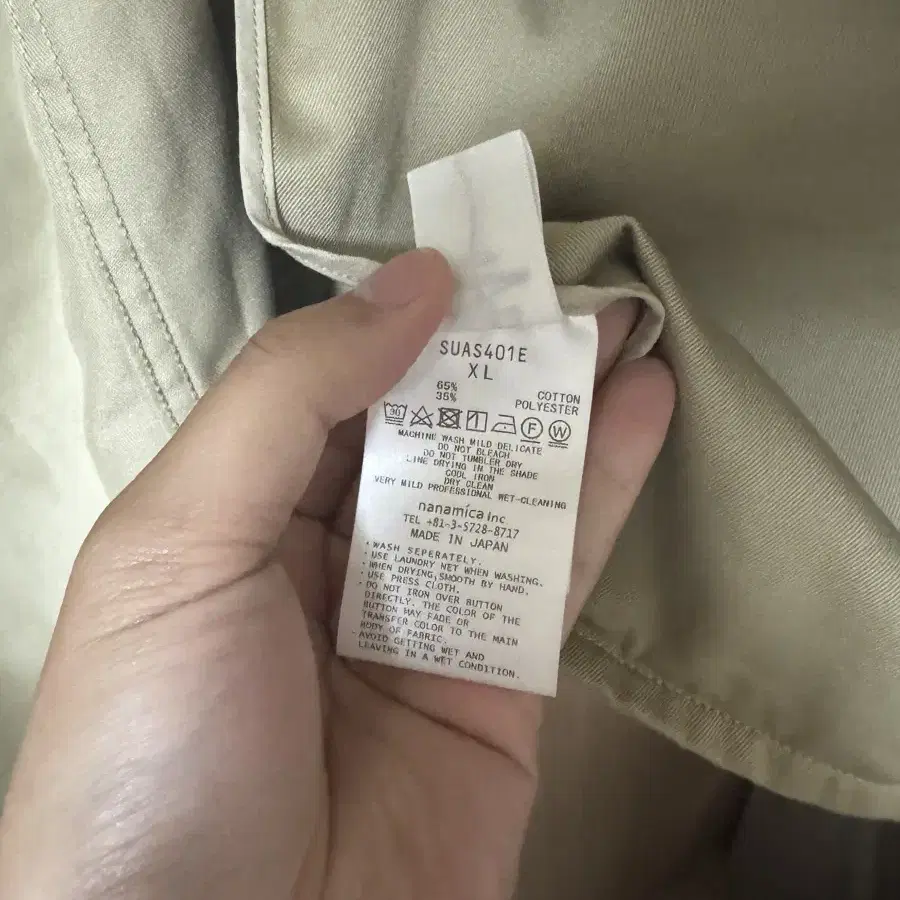 SUAS401E
XL
65% COTTON
35% POLYESTER
30 F W
MACHINE WASH MILD DELICATE
DO NOT BLEACH
DO NOT TUMBLER DRY
LINE DRYING IN THE SHADE
COOL IRON
DRY CLEAN
VERY MILD PROFESSIONAL WET-CLEANING
nanamica Inc.
TEL +81-3-5728-8717
MADE IN JAPAN
・WASH SEPERATELY.
・USE LAUNDRY NET WHEN WASHING.
・WHEN DRYING,SMOOTH BY HAND.
・USE PRESS CLOTH.
・DO NOT IRON OVER BUTTON
DIRECTLY. THE COLOR OF THE
BUTTON MAY FADE OR
TRANSFER COLOR TO THE MAIN
BODY OF FABRIC.
・AVOID GETTING WET AND
LEAVING IN A WET CONDITION.